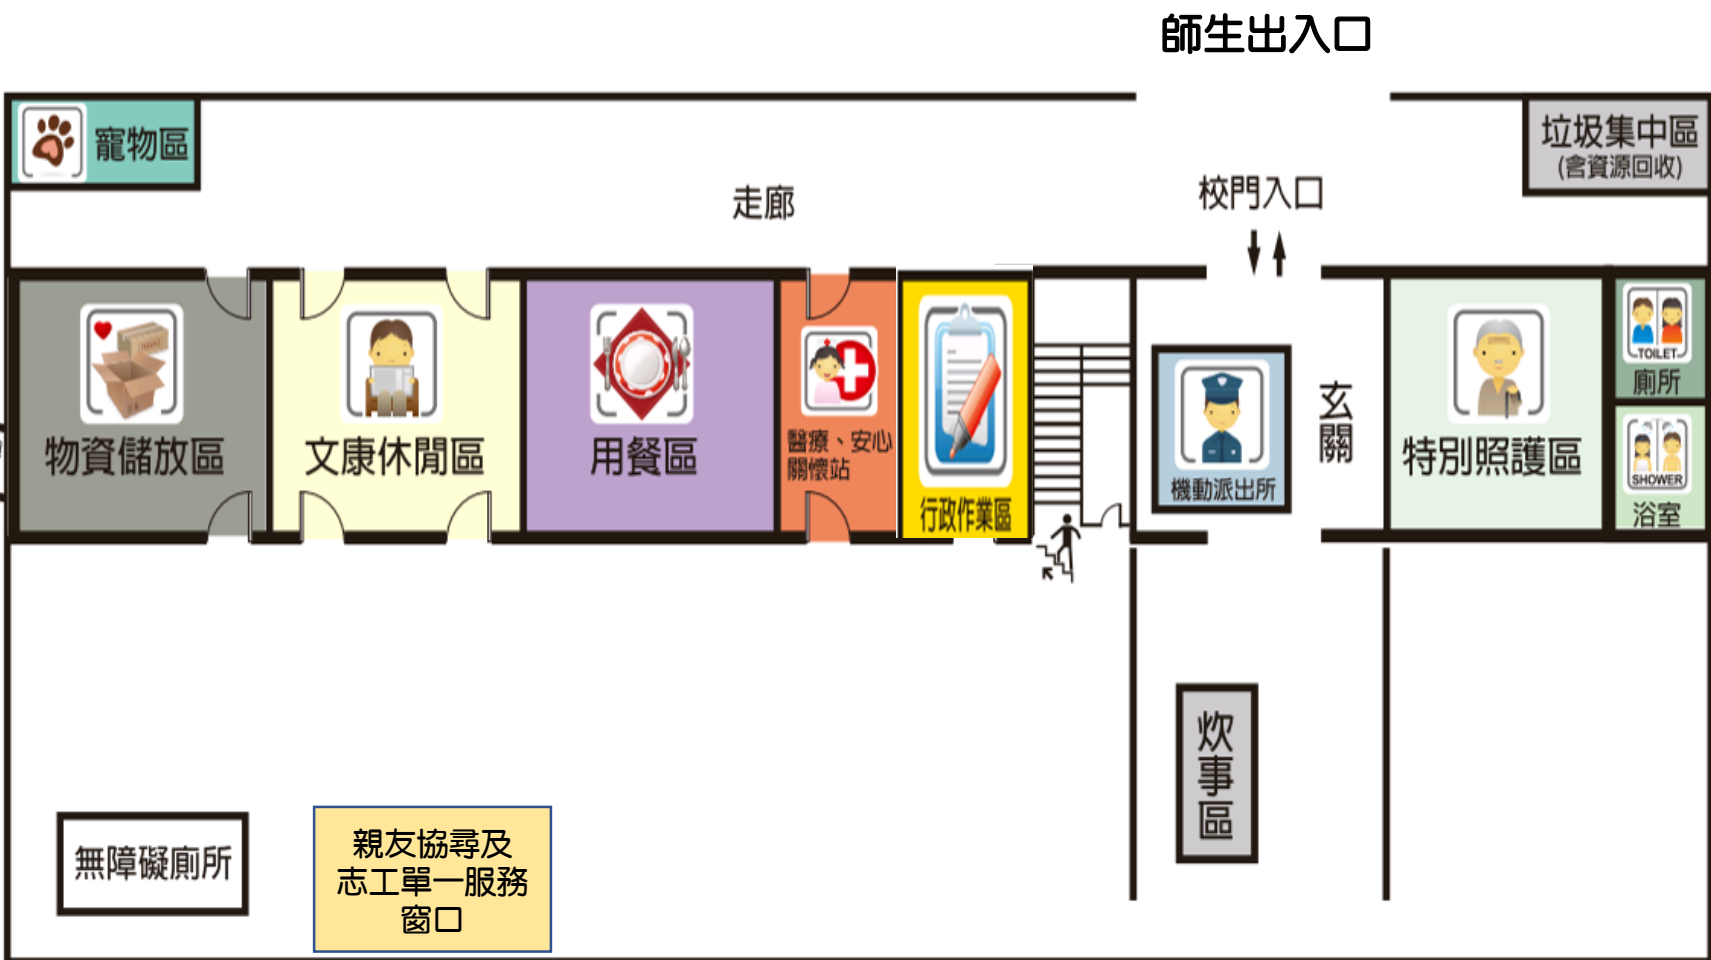 師生出入口
寵物區
垃圾集中區
(含資源回收)
走廊
校門入口
物資儲放區
文康休閒區
用餐區
醫療、安心
關懷站
行政作業區
機動派出所
玄關
特別照護區
TOILET
廁所
SHOWER
浴室
炊事區
無障礙廁所
親友協尋及
志工單一服務
窗口